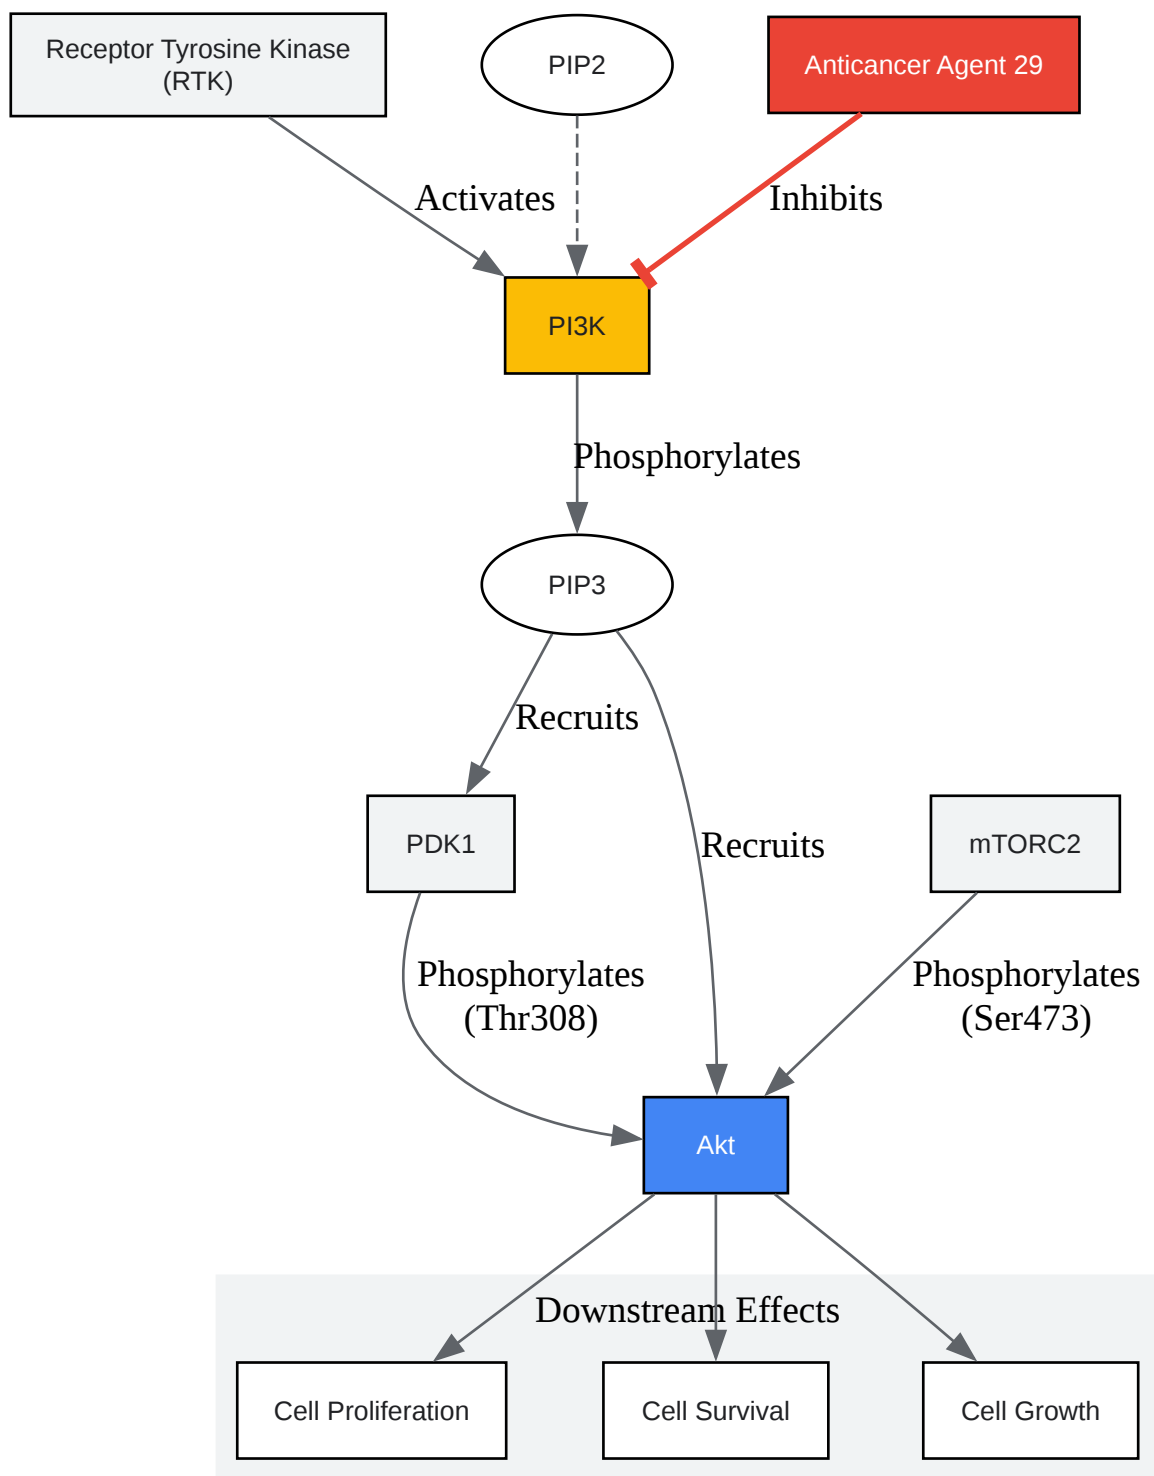 Receptor Tyrosine Kinase
(RTK)
PIP2
Anticancer Agent 29
Activates
Inhibits
PI3K
Phosphorylates
PIP3
Recruits
PDK1
Recruits
mTORC2
Phosphorylates
(Thr308)
Phosphorylates
(Ser473)
Akt
Downstream Effects
Cell Proliferation
Cell Survival
Cell Growth